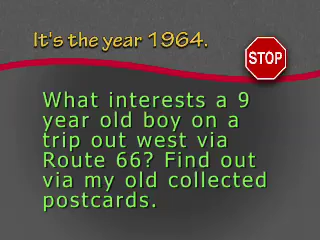 It's the year 1964.
STOP
What interests a 9
year old boy on a
trip out west via
Route 66? Find out
via my old collected
postcards.